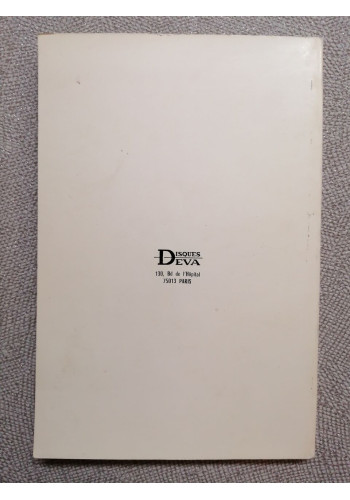 DISQUES
DEVA
130, Bd de l'Hôpital
75013 PARIS